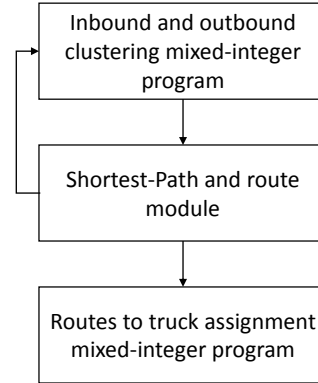 Inbound and outbound
clustering mixed-integer
program
Shortest-Path and route
module
Routes to truck assignment
mixed-integer program